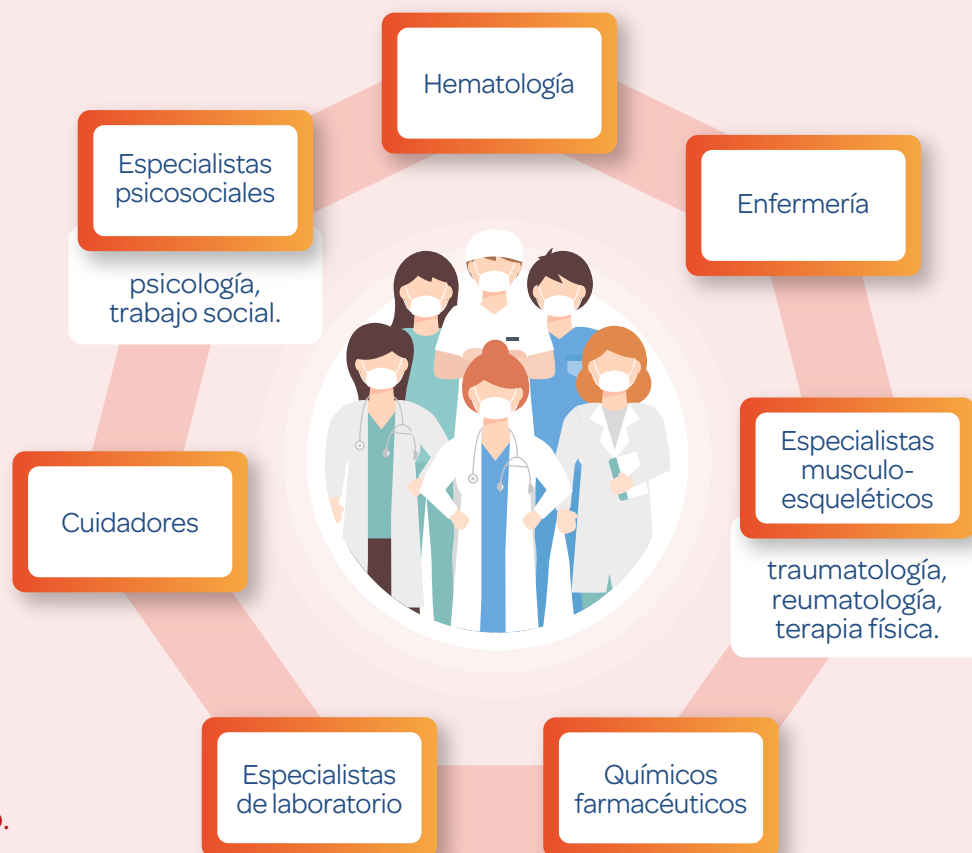 Hematología
Especialistas
psicosociales
psicología,
trabajo social.
Enfermería
Especialistas
musculo-
esqueléticos
traumatología,
reumatología,
terapia física.
Cuidadores
Especialistas
de laboratorio
Químicos
farmacéuticos